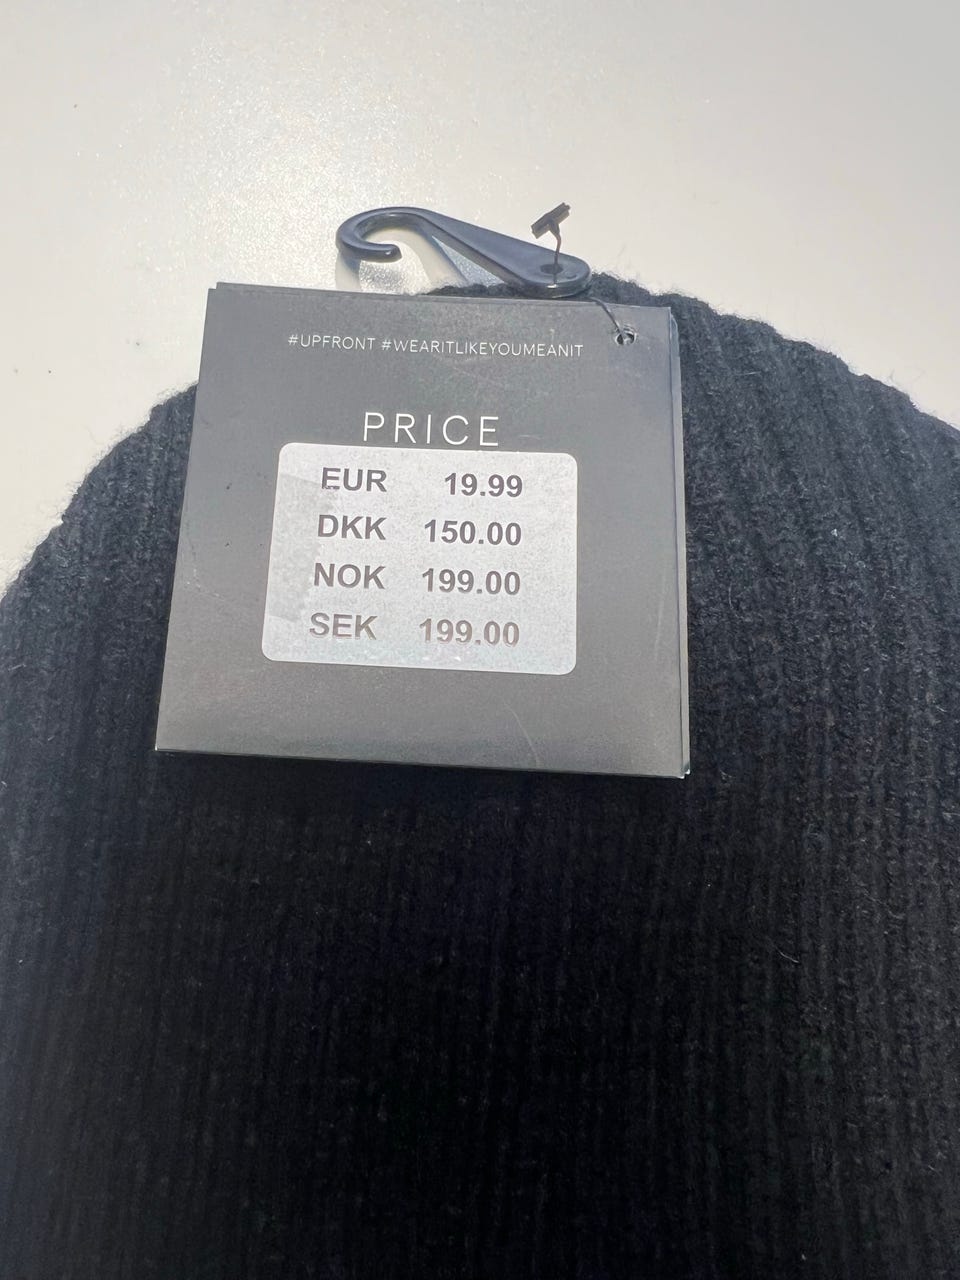 #UPFRONT #WEARITLIKEYOUMEANIT
PRICE
EUR 19.99
DKK 150.00
NOK 199.00
SEK 199.00